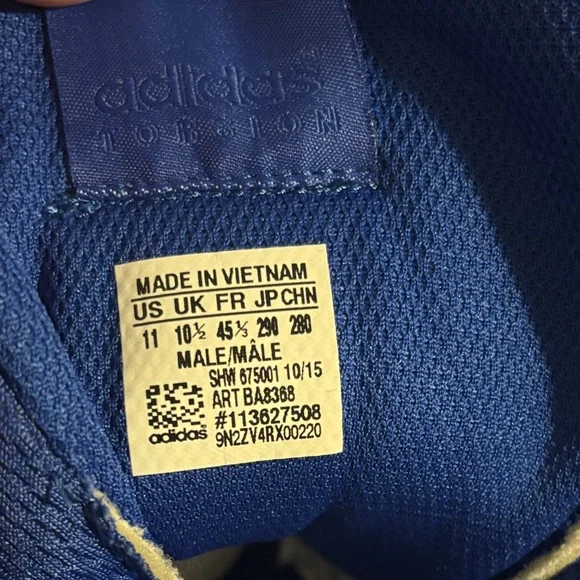 adidas
TORSION
MADE IN VIETNAM
US UK FR JP CHN
11 10½ 45⅓ 290 280
MALE/MÂLE
SHW 675001 10/15
ART BA8368
#113627508
adidas 9N2ZV4RX00220